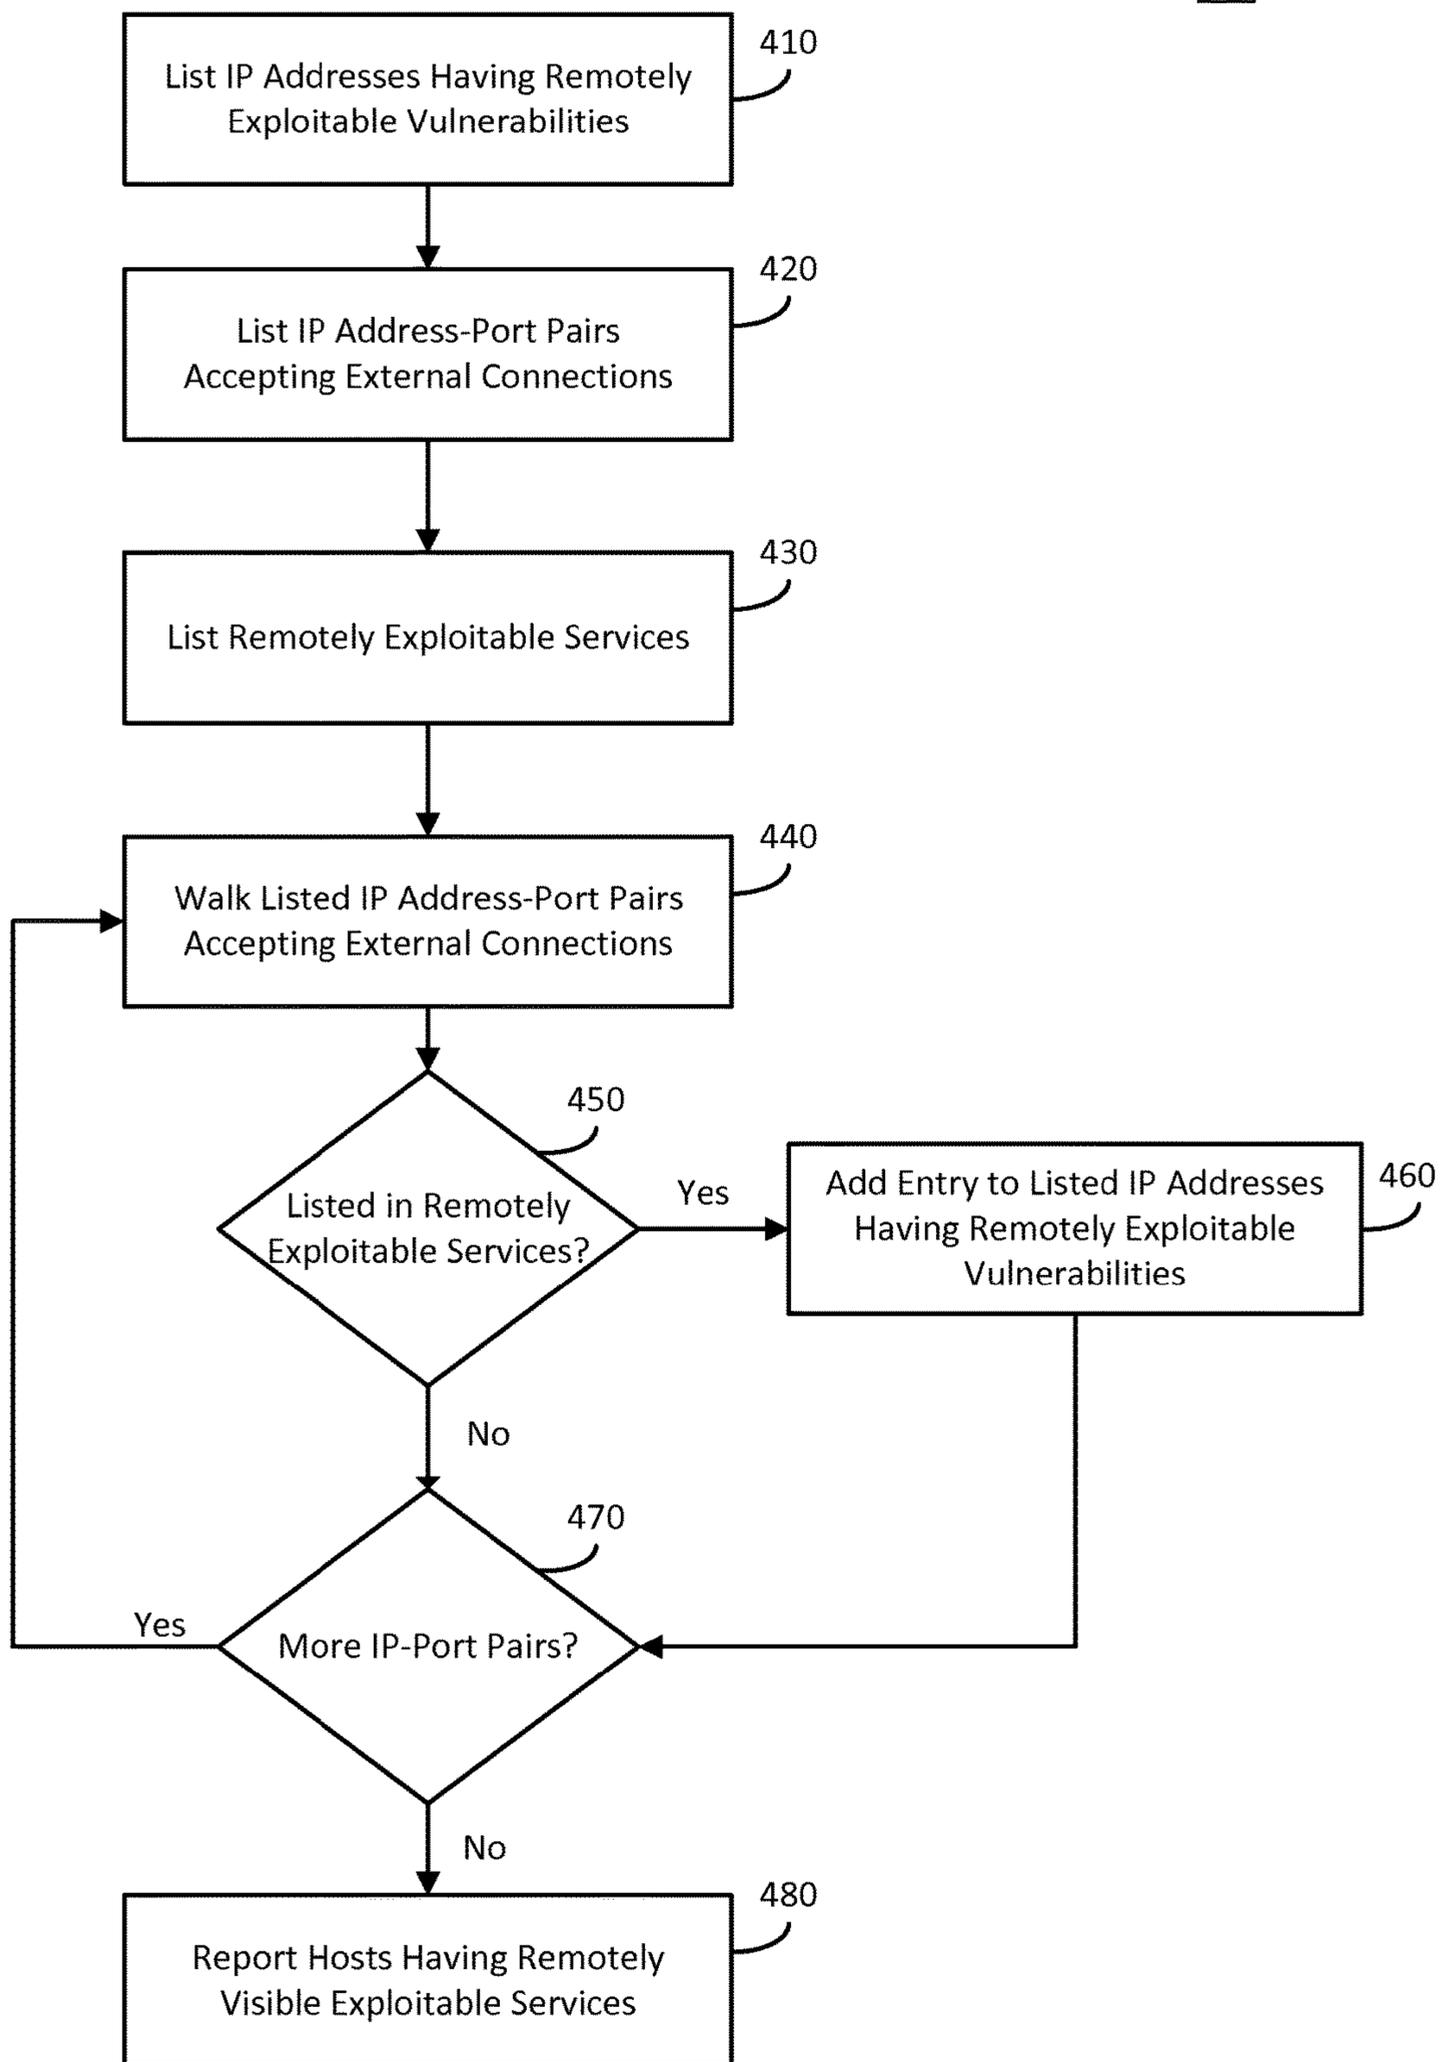 410
List IP Addresses Having Remotely
Exploitable Vulnerabilities
420
List IP Address-Port Pairs
Accepting External Connections
430
List Remotely Exploitable Services
440
Walk Listed IP Address-Port Pairs
Accepting External Connections
450
Listed in Remotely
Exploitable Services?
Yes
460
Add Entry to Listed IP Addresses
Having Remotely Exploitable
Vulnerabilities
No
470
Yes
More IP-Port Pairs?
No
480
Report Hosts Having Remotely
Visible Exploitable Services